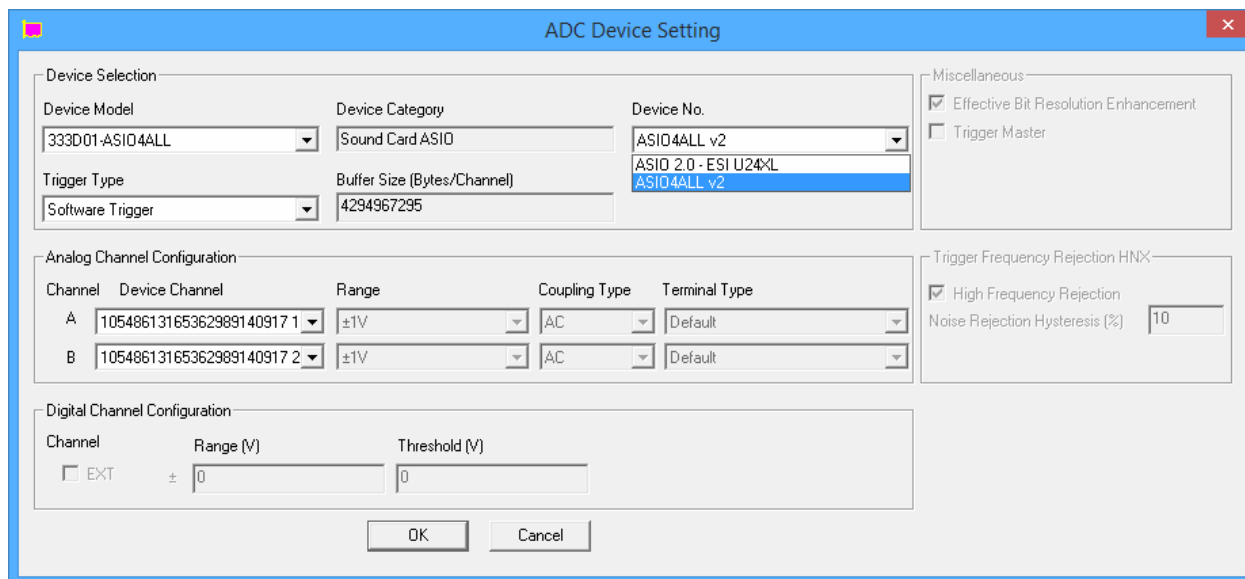 ADC Device Setting
Device Selection
Device Model
Device Category
Device No.
333D01-ASIO4ALL
Sound Card ASIO
ASIO4ALL v2
ASIO 2.0 - ESI U24XL
ASIO4ALL v2
Trigger Type
Buffer Size (Bytes/Channel)
Software Trigger
4294967295
Miscellaneous
Effective Bit Resolution Enhancement
Trigger Master
Analog Channel Configuration
Channel Device Channel Range Coupling Type Terminal Type
A 10548613165362989140917 1 ±1V AC Default
B 10548613165362989140917 2 ±1V AC Default
Trigger Frequency Rejection HNX
High Frequency Rejection
Noise Rejection Hysteresis (%) 10
Digital Channel Configuration
Channel Range (V) Threshold (V)
EXT ± 0 0
OK Cancel